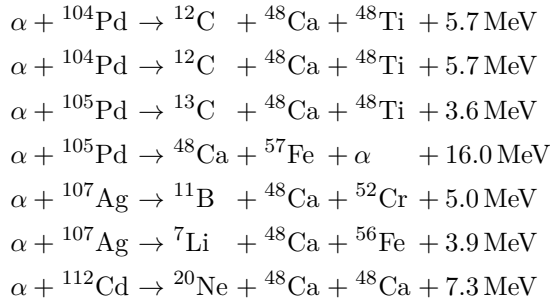 α + ¹⁰⁴Pd → ¹²C + ⁴⁸Ca + ⁴⁸Ti + 5.7 MeV
α + ¹⁰⁴Pd → ¹²C + ⁴⁸Ca + ⁴⁸Ti + 5.7 MeV
α + ¹⁰⁵Pd → ¹³C + ⁴⁸Ca + ⁴⁸Ti + 3.6 MeV
α + ¹⁰⁵Pd → ⁴⁸Ca + ⁵⁷Fe + α + 16.0 MeV
α + ¹⁰⁷Ag → ¹¹B + ⁴⁸Ca + ⁵²Cr + 5.0 MeV
α + ¹⁰⁷Ag → ⁷Li + ⁴⁸Ca + ⁵⁶Fe + 3.9 MeV
α + ¹¹²Cd → ²⁰Ne + ⁴⁸Ca + ⁴⁸Ca + 7.3 MeV